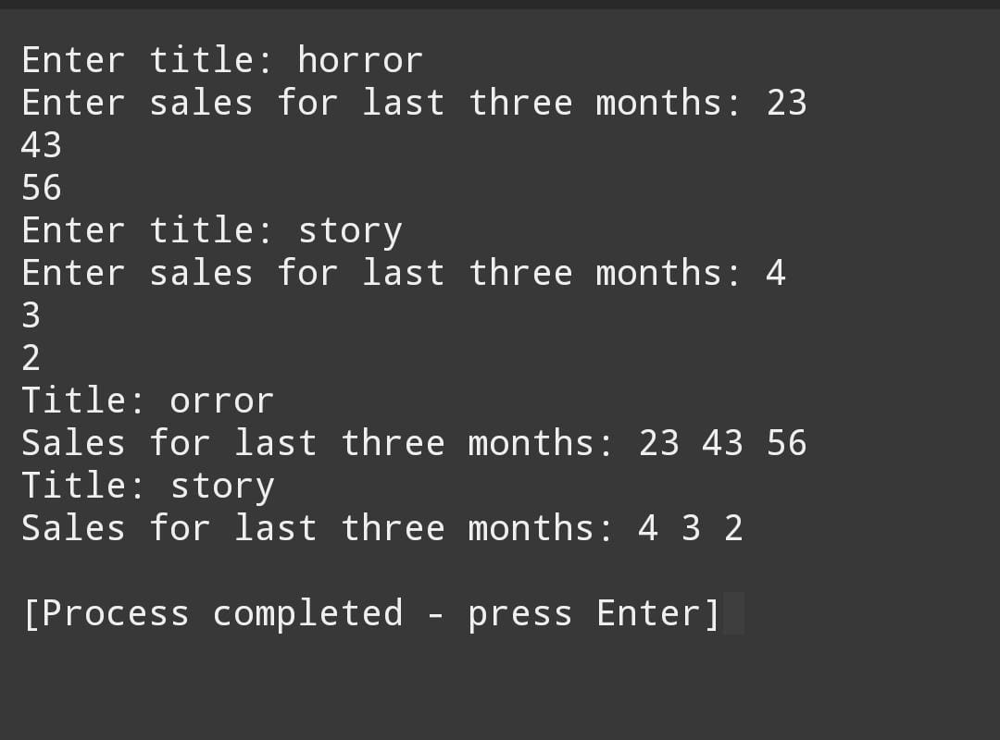 Enter title: horror
Enter sales for last three months: 23
43
56
Enter title: story
Enter sales for last three months: 4
3
2
Title: orror
Sales for last three months: 23 43 56
Title: story
Sales for last three months: 4 3 2
[Process completed - press Enter]